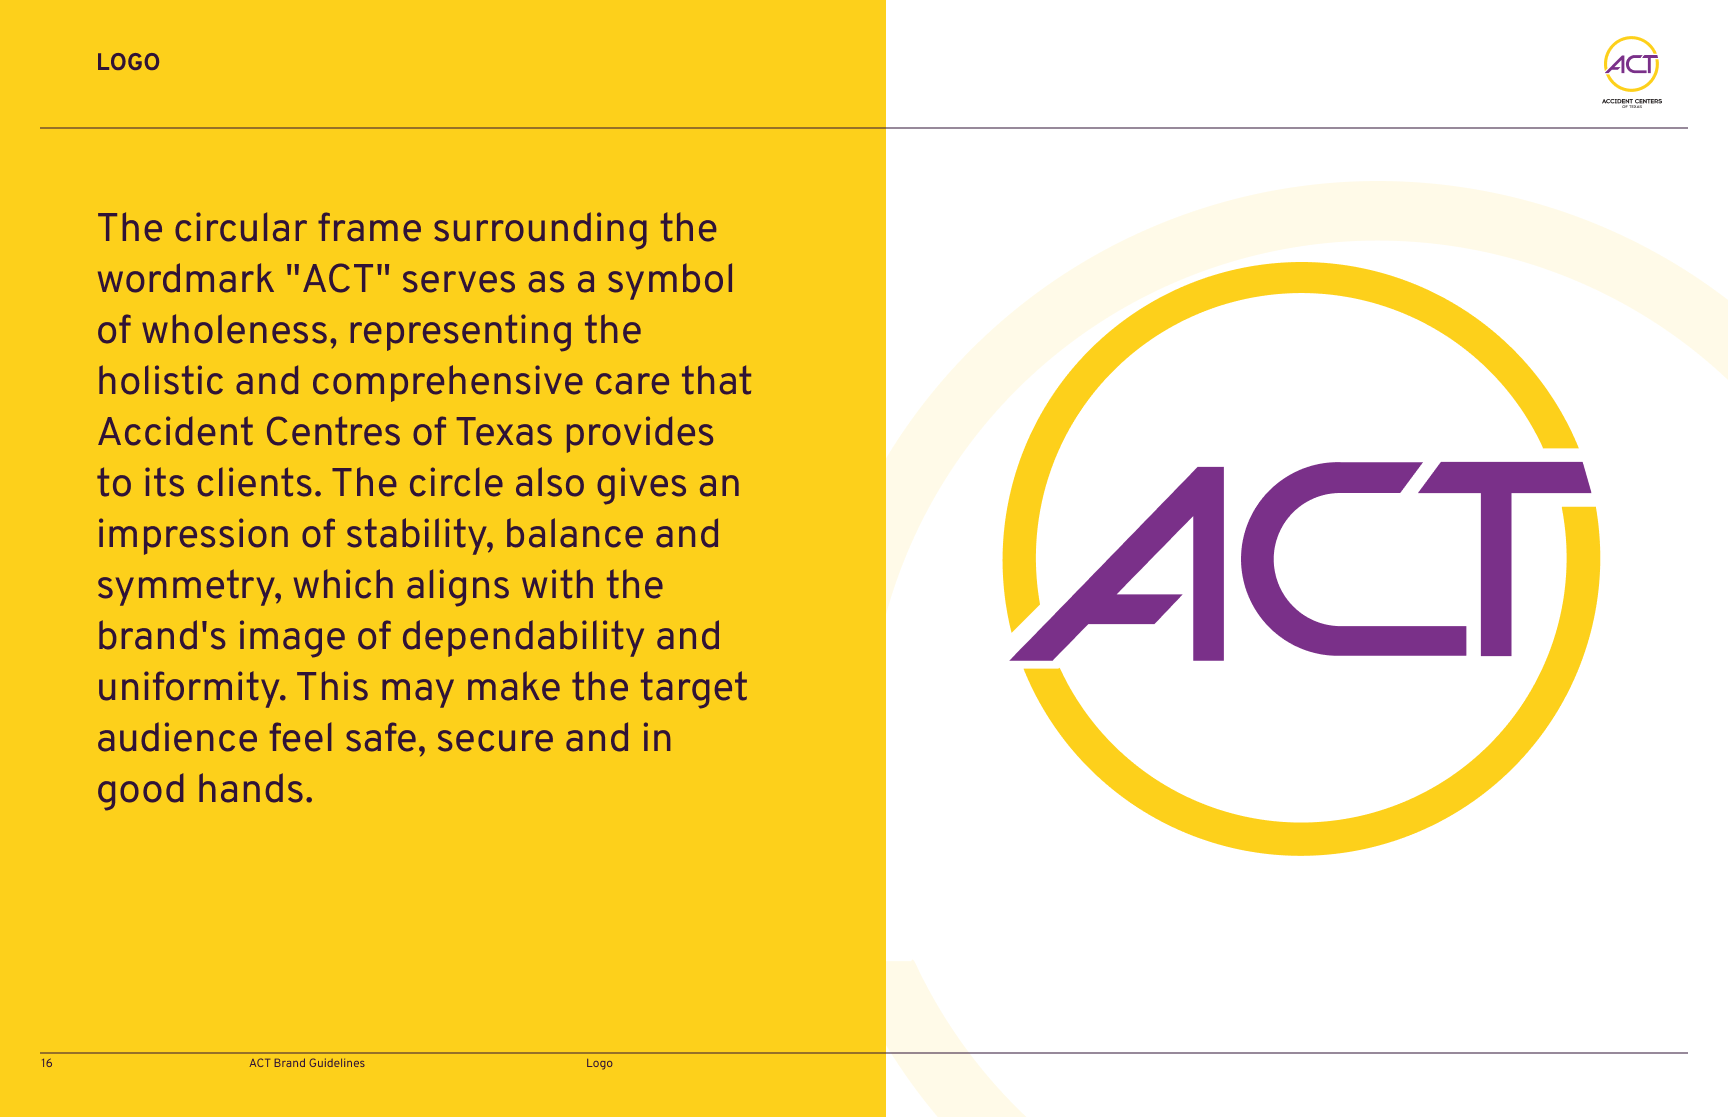 LOGO
ACT
ACCIDENT CENTERS
OF TEXAS
The circular frame surrounding the
wordmark "ACT" serves as a symbol
of wholeness, representing the
holistic and comprehensive care that
Accident Centres of Texas provides
to its clients. The circle also gives an
impression of stability, balance and
symmetry, which aligns with the
brand's image of dependability and
uniformity. This may make the target
audience feel safe, secure and in
good hands.
ACT
16 ACT Brand Guidelines Logo